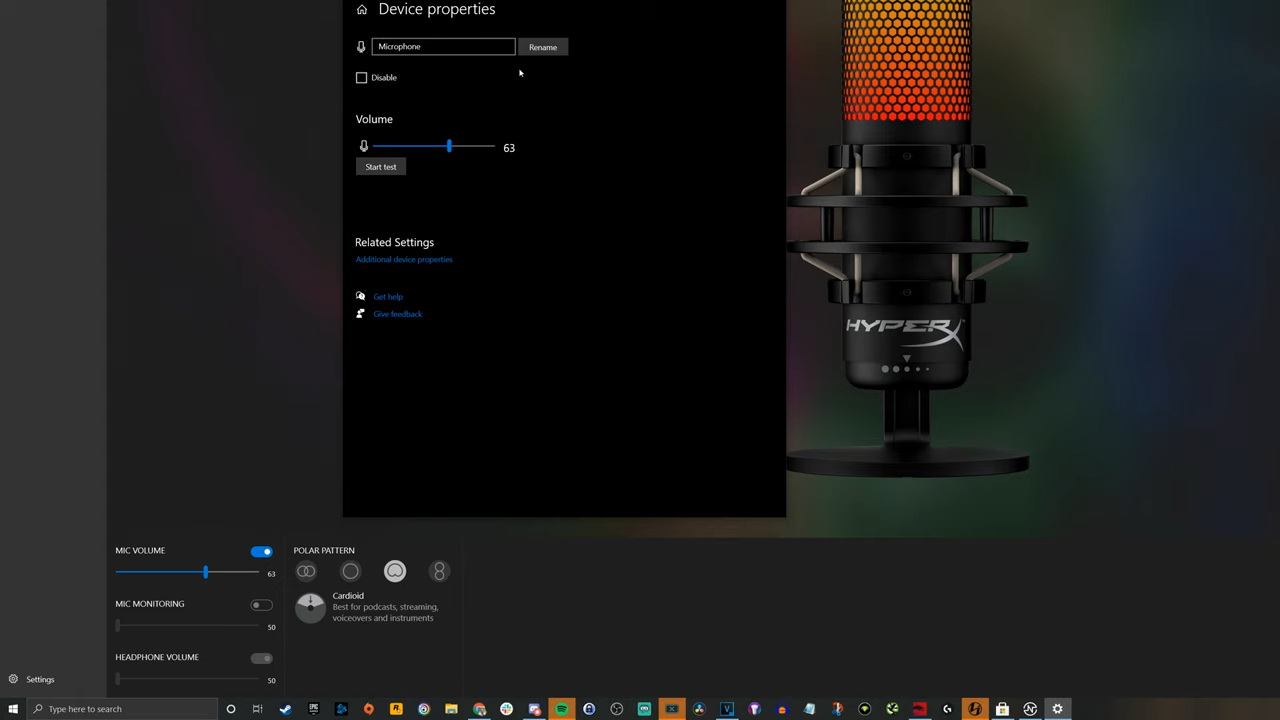 Device properties
Microphone
Rename
Disable
Volume
63
Start test
Related Settings
Additional device properties
Get help
Give feedback
HYPERX
MIC VOLUME
63
MIC MONITORING
50
HEADPHONE VOLUME
50
POLAR PATTERN
Cardioid
Best for podcasts, streaming,
voiceovers and instruments
Settings
Type here to search